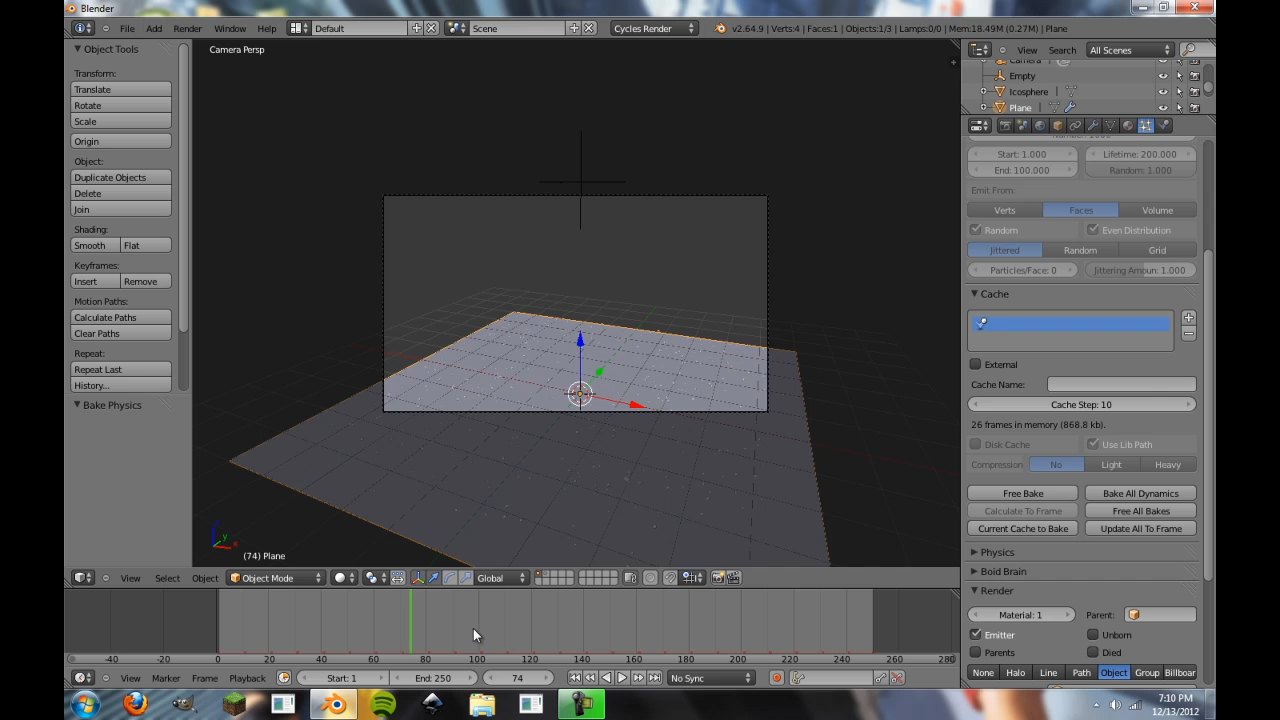 Blender
File Add Render Window Help Default Scene Cycles Render v2.64.9 | Verts:4 | Faces:1 | Objects:1/3 | Lamps:0/0 | Mem:18.49M (0.27M) | Plane
Object Tools
Transform:
Translate
Rotate
Scale
Origin
Object:
Duplicate Objects
Delete
Join
Shading:
Smooth Flat
Keyframes:
Insert Remove
Motion Paths:
Calculate Paths
Clear Paths
Repeat:
Repeat Last
History...
Bake Physics
Camera Persp
(74) Plane
View Search All Scenes
Camera
Empty
Icosphere
Plane
Start: 1.000 Lifetime: 200.000
End: 100.000 Random: 1.000
Emit From:
Verts Faces Volume
Random Even Distribution
Jittered Random Grid
Particles/Face: 0 Jittering Amoun: 1.000
Cache
External
Cache Name:
Cache Step: 10
26 frames in memory (868.8 kb).
Disk Cache Use Lib Path
Compression No Light Heavy
Free Bake Bake All Dynamics
Calculate To Frame Free All Bakes
Current Cache to Bake Update All To Frame
Physics
Boid Brain
Render
Material: 1 Parent:
Emitter Unborn
Parents Died
None Halo Line Path Object Group Billboar
View Select Object Object Mode Global
-40 -20 0 20 40 60 80 100 120 140 160 180 200 220 240 260 280
View Marker Frame Playback Start: 1 End: 250 74 No Sync
7:10 PM
12/13/2012